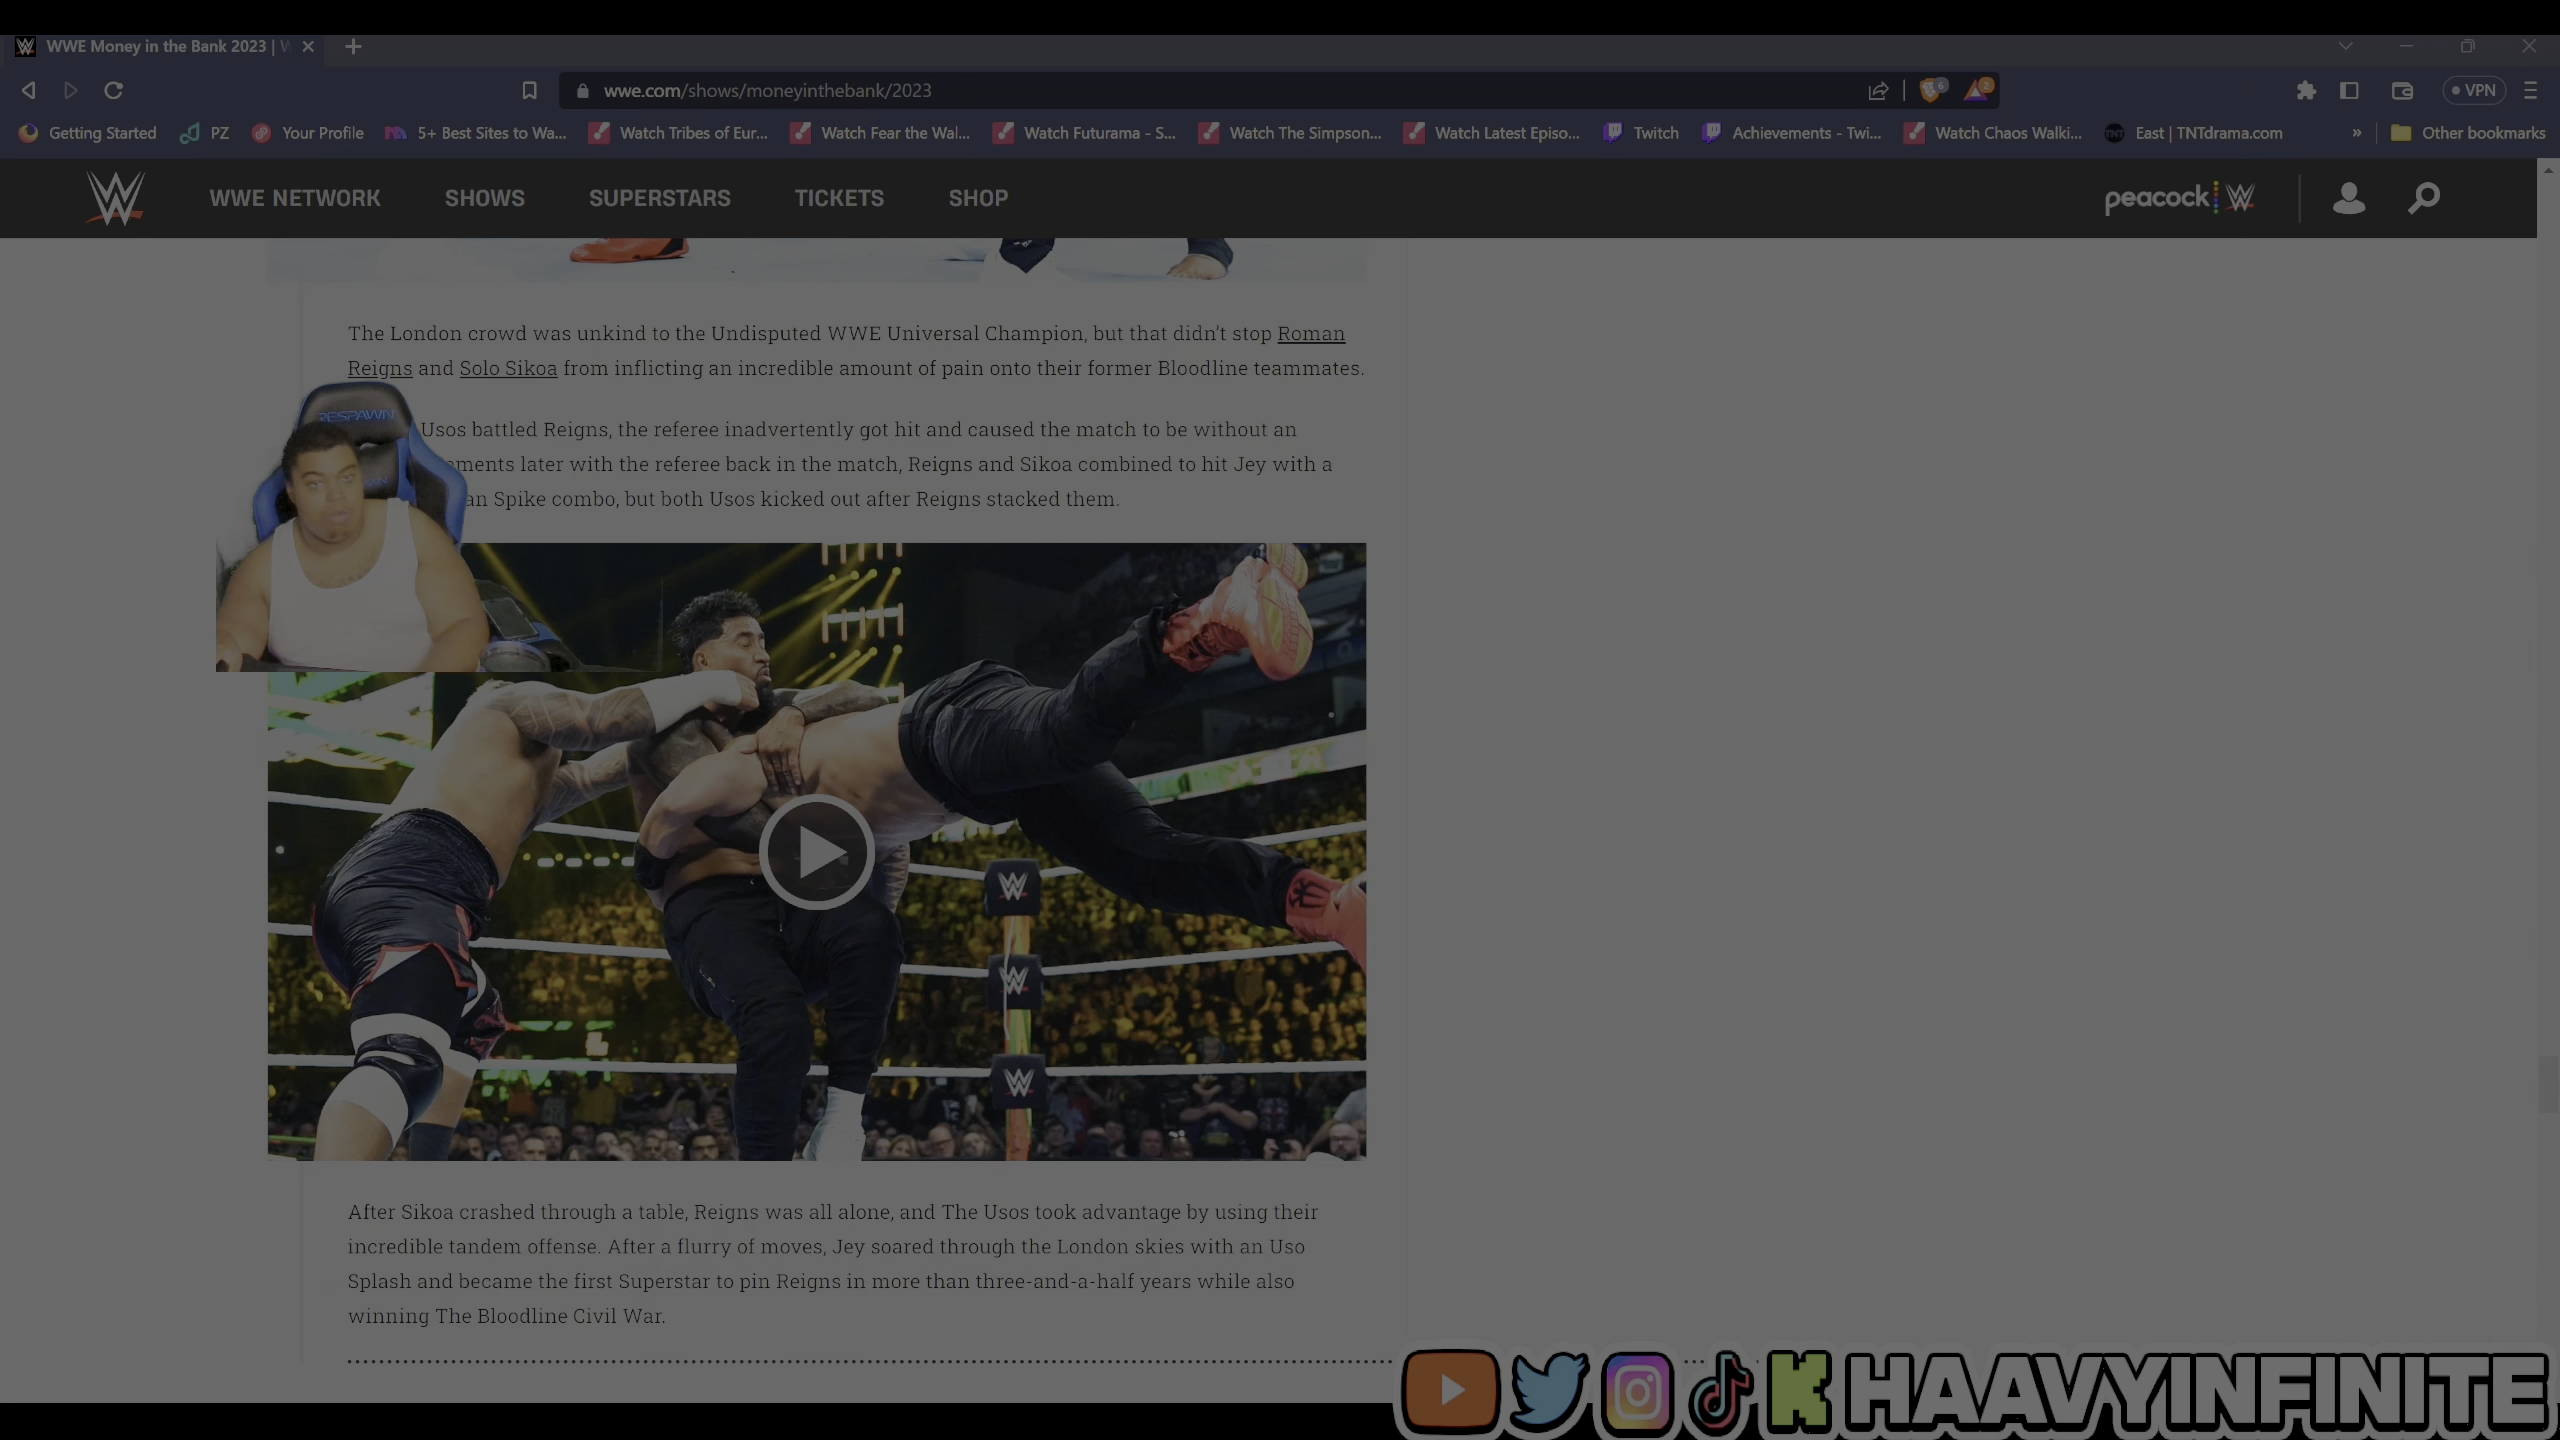 WWE Money in the Bank 2023 | W
wwe.com/shows/moneyinthebank/2023
6
2
VPN
Getting Started
PZ
Your Profile
5+ Best Sites to Wa...
Watch Tribes of Eur...
Watch Fear the Wal...
Watch Futurama - S...
Watch The Simpson...
Watch Latest Episo...
Twitch
Achievements - Twi...
Watch Chaos Walki...
East | TNTdrama.com
»
Other bookmarks
WWE NETWORK
SHOWS
SUPERSTARS
TICKETS
SHOP
peacock
The London crowd was unkind to the Undisputed WWE Universal Champion, but that didn't stop Roman
Reigns and Solo Sikoa from inflicting an incredible amount of pain onto their former Bloodline teammates.
Usos battled Reigns, the referee inadvertently got hit and caused the match to be without an
ments later with the referee back in the match, Reigns and Sikoa combined to hit Jey with a
an Spike combo, but both Usos kicked out after Reigns stacked them.
RESPAWN
After Sikoa crashed through a table, Reigns was all alone, and The Usos took advantage by using their
incredible tandem offense. After a flurry of moves, Jey soared through the London skies with an Uso
Splash and became the first Superstar to pin Reigns in more than three-and-a-half years while also
winning The Bloodline Civil War.
HAAVYINFINITE